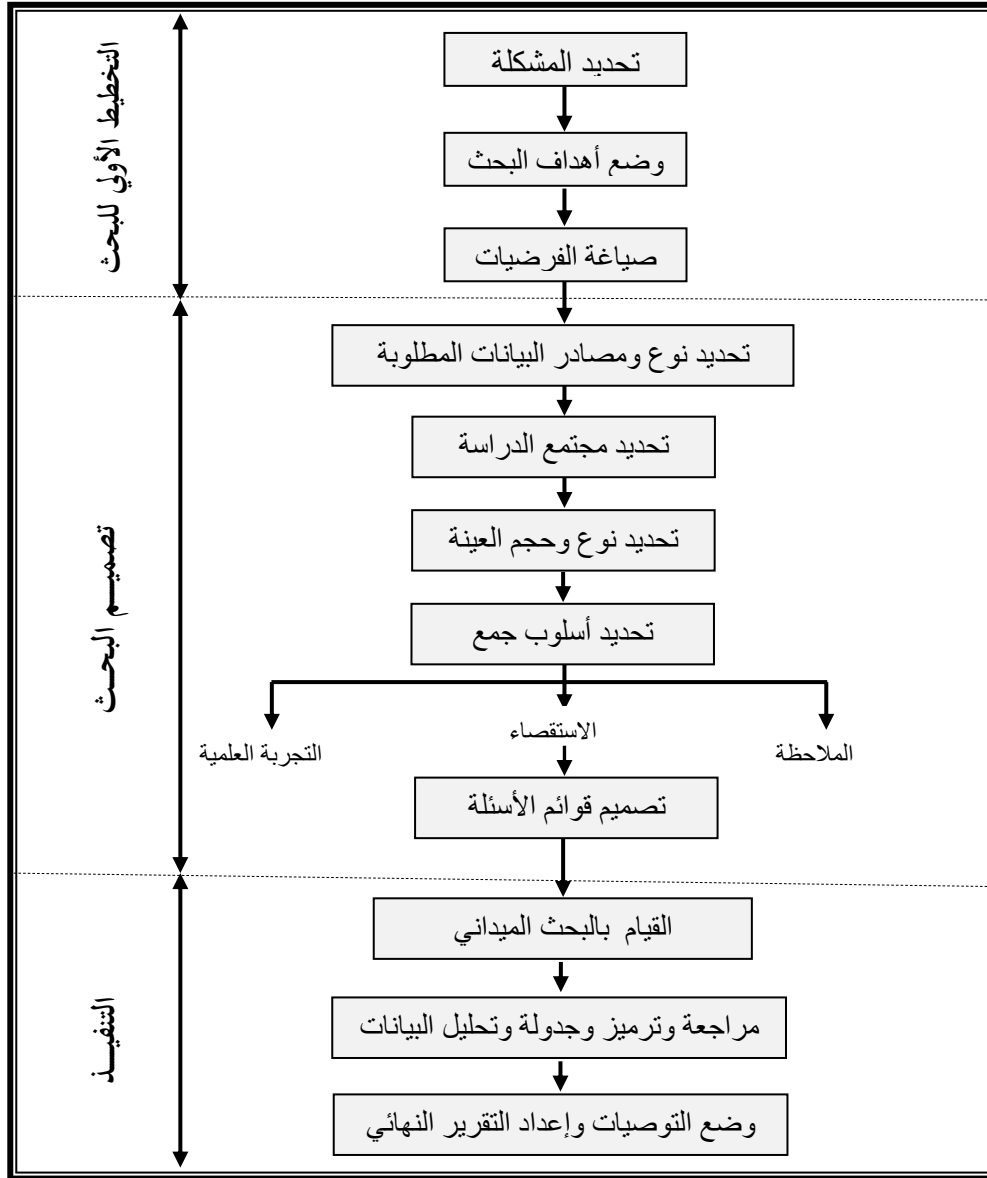 التخطيط الأولي للبحث
تحديد المشكلة
وضع أهداف البحث
صياغة الفرضيات
تصميم البحث
تحديد نوع ومصادر البيانات المطلوبة
تحديد مجتمع الدراسة
تحديد نوع وحجم العينة
تحديد أسلوب جمع
الملاحظة
الاستقصاء
التجربة العلمية
تصميم قوائم الأسئلة
التنفيذ
القيام بالبحث الميداني
مراجعة وترميز وجدولة وتحليل البيانات
وضع التوصيات وإعداد التقرير النهائي